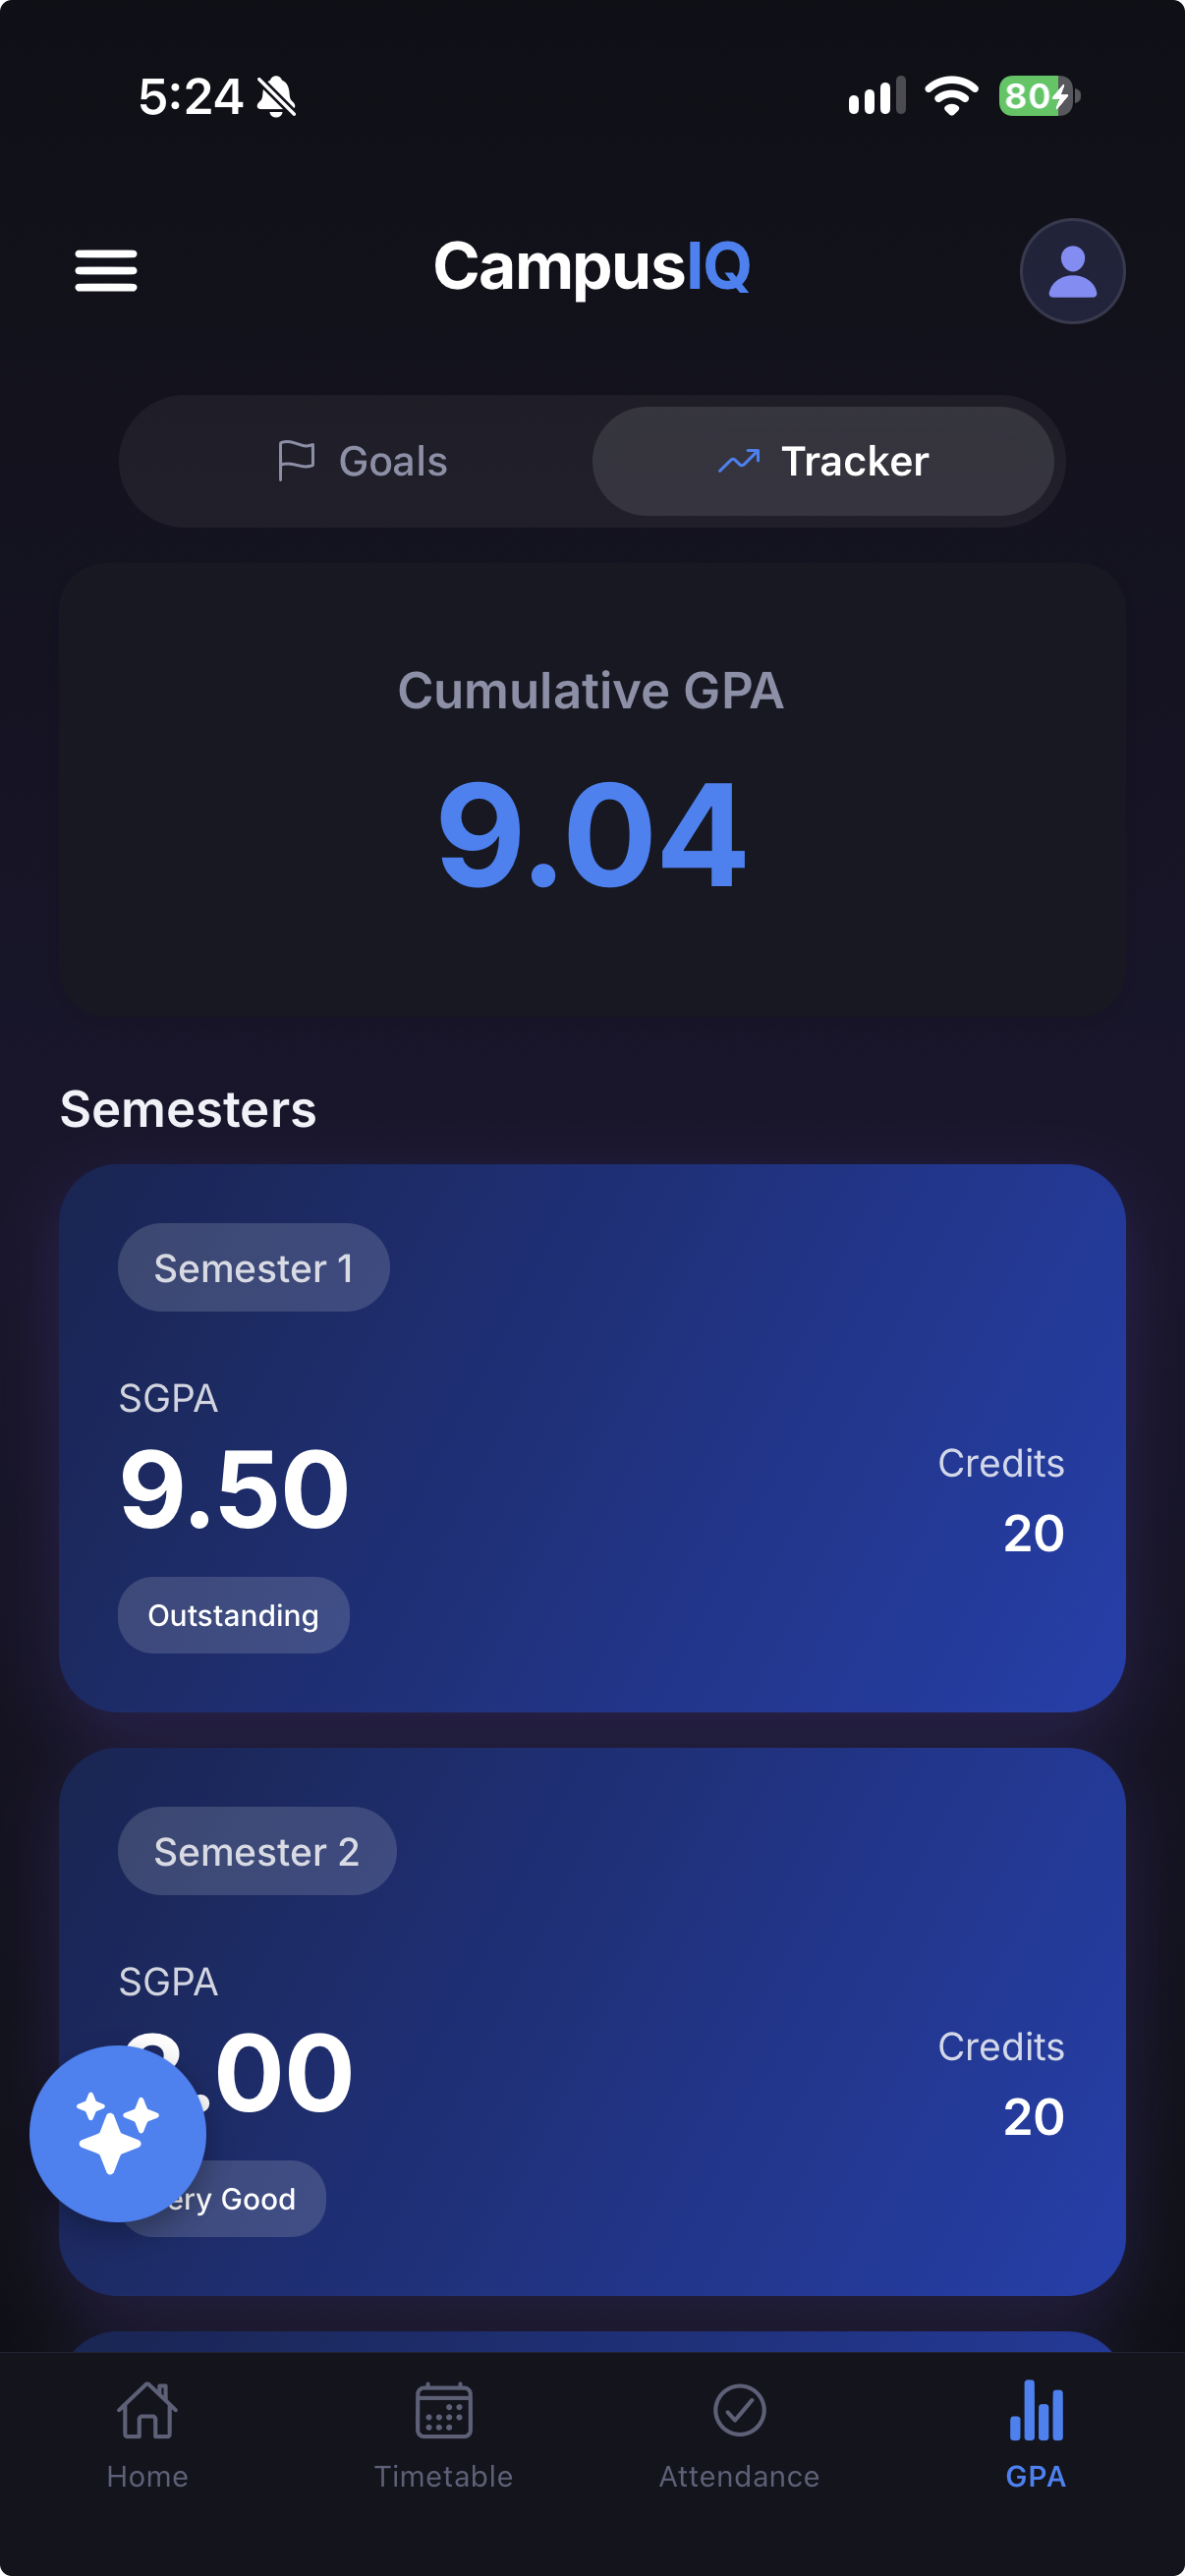 5:24
80
CampusIQ
Goals
Tracker
Cumulative GPA
9.04
Semesters
Semester 1
SGPA
9.50
Credits
20
Outstanding
Semester 2
SGPA
.00
Credits
20
ery Good
Home
Timetable
Attendance
GPA